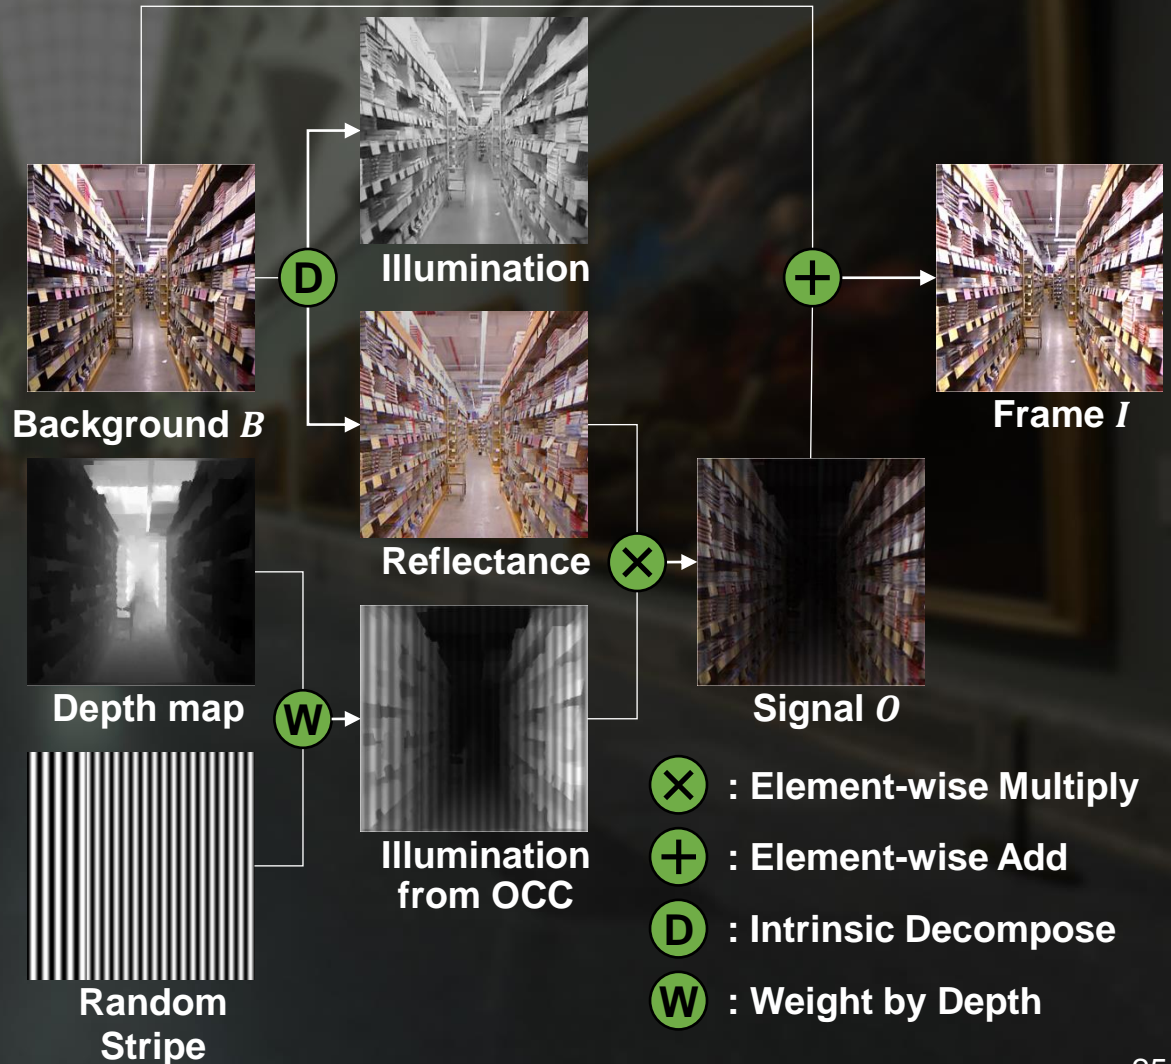 Illumination
D
+
Background B
Frame I
Reflectance
×
Depth map
W
Signal O
Illumination
from OCC
Random
Stripe
× : Element-wise Multiply
+ : Element-wise Add
D : Intrinsic Decompose
W : Weight by Depth